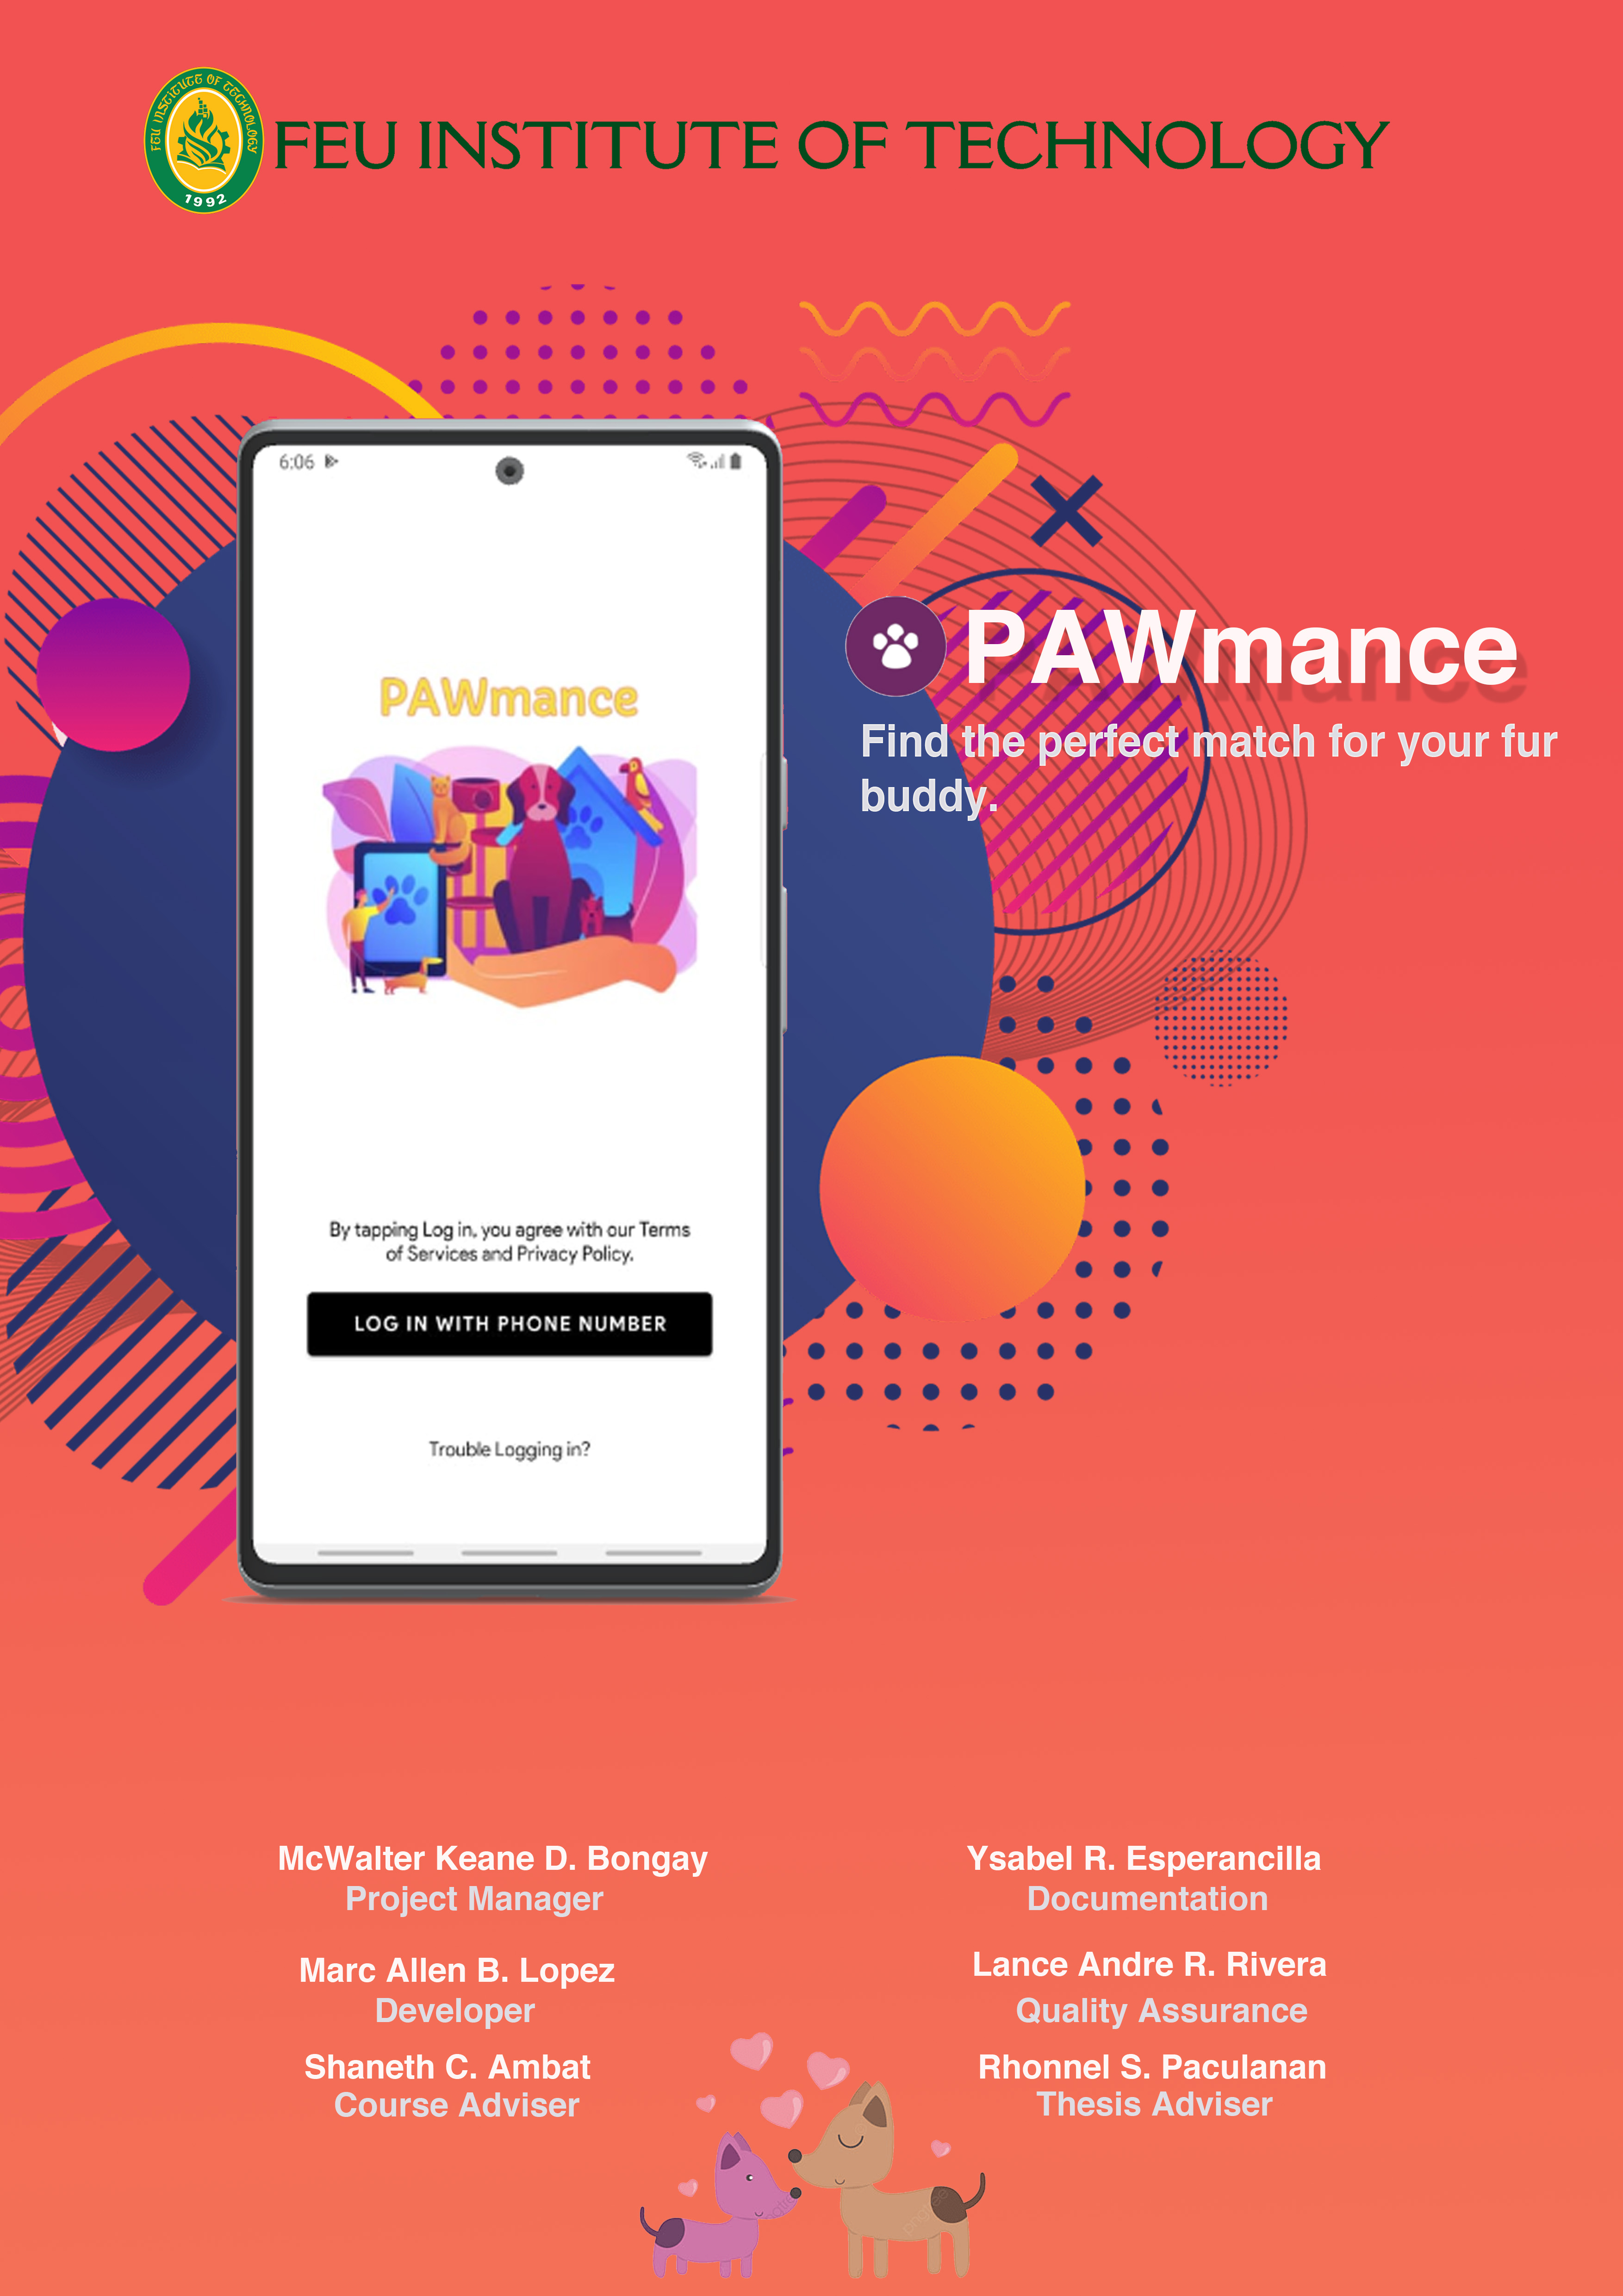 FEU INSTITUTE OF TECHNOLOGY
1992
FEU INSTITUTE OF TECHNOLOGY
6:06
PAWmance
By tapping Log in, you agree with our Terms
of Services and Privacy Policy.
LOG IN WITH PHONE NUMBER
Trouble Logging in?
PAWmance
Find the perfect match for your fur
buddy.
McWalter Keane D. Bongay
Project Manager
Ysabel R. Esperancilla
Documentation
Marc Allen B. Lopez
Developer
Lance Andre R. Rivera
Quality Assurance
Shaneth C. Ambat
Course Adviser
Rhonnel S. Paculanan
Thesis Adviser